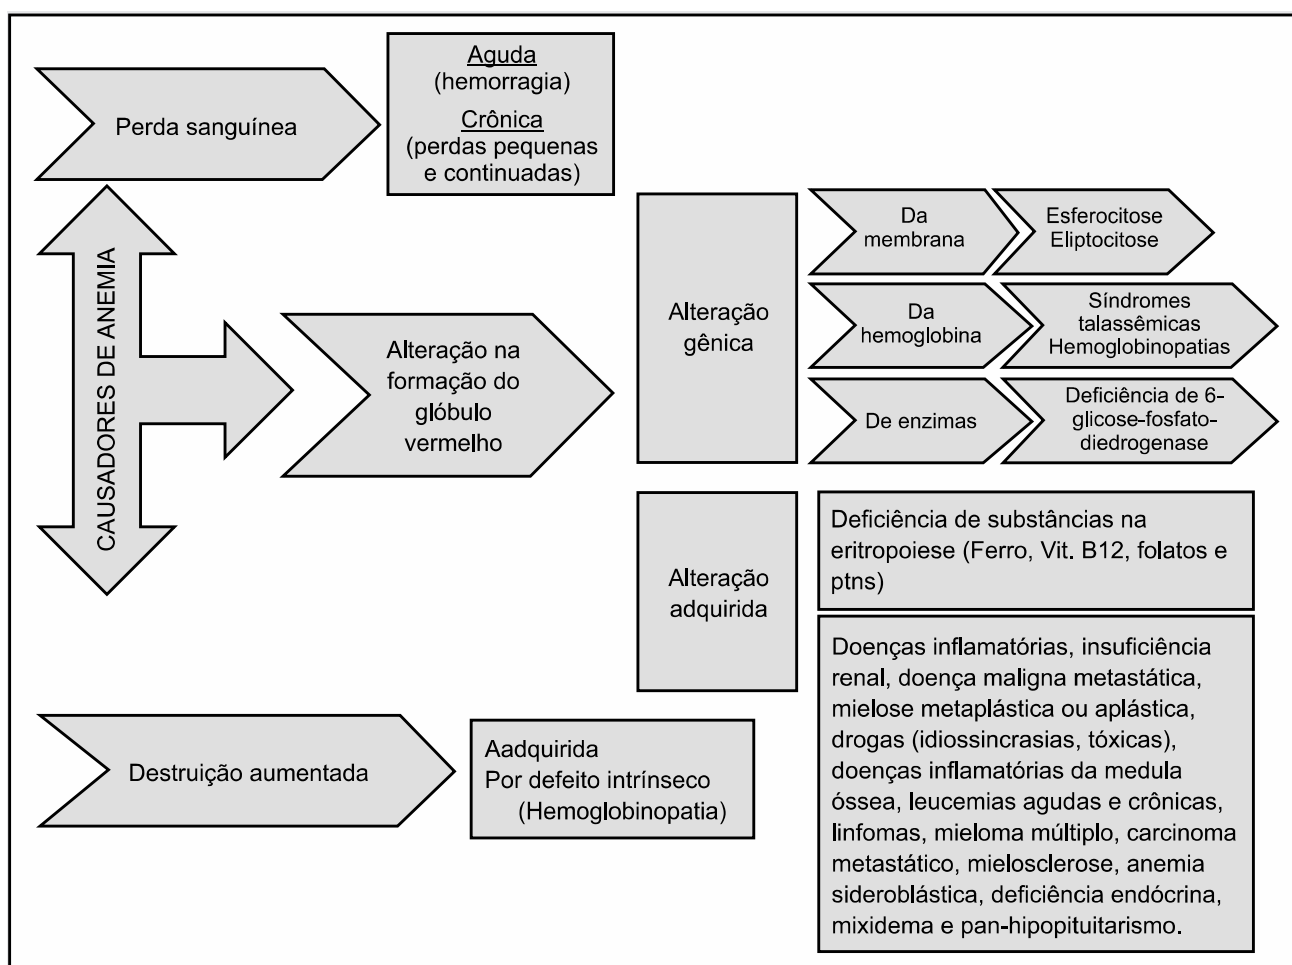 Aguda
(hemorragia)
Crônica
(perdas pequenas
e continuadas)
Perda sanguínea
CAUSADORES DE ANEMIA
Alteração na
formação do
glóbulo
vermelho
Alteração
gênica
Da
membrana
Esferocitose
Eliptocitose
Da
hemoglobina
Síndromes
talassêmicas
Hemoglobinopatias
De enzimas
Deficiência de 6-
glicose-fosfato-
diedrogenase
Alteração
adquirida
Deficiência de substâncias na
eritropoiese (Ferro, Vit. B12, folatos e
ptns)
Doenças inflamatórias, insuficiência
renal, doença maligna metastática,
mielose metaplástica ou aplástica,
drogas (idiossincrasias, tóxicas),
doenças inflamatórias da medula
óssea, leucemias agudas e crônicas,
linfomas, mieloma múltiplo, carcinoma
metastático, mielosclerose, anemia
sideroblástica, deficiência endócrina,
mixidema e pan-hipopituitarismo.
Destruição aumentada
Aadquirida
Por defeito intrínseco
(Hemoglobinopatia)